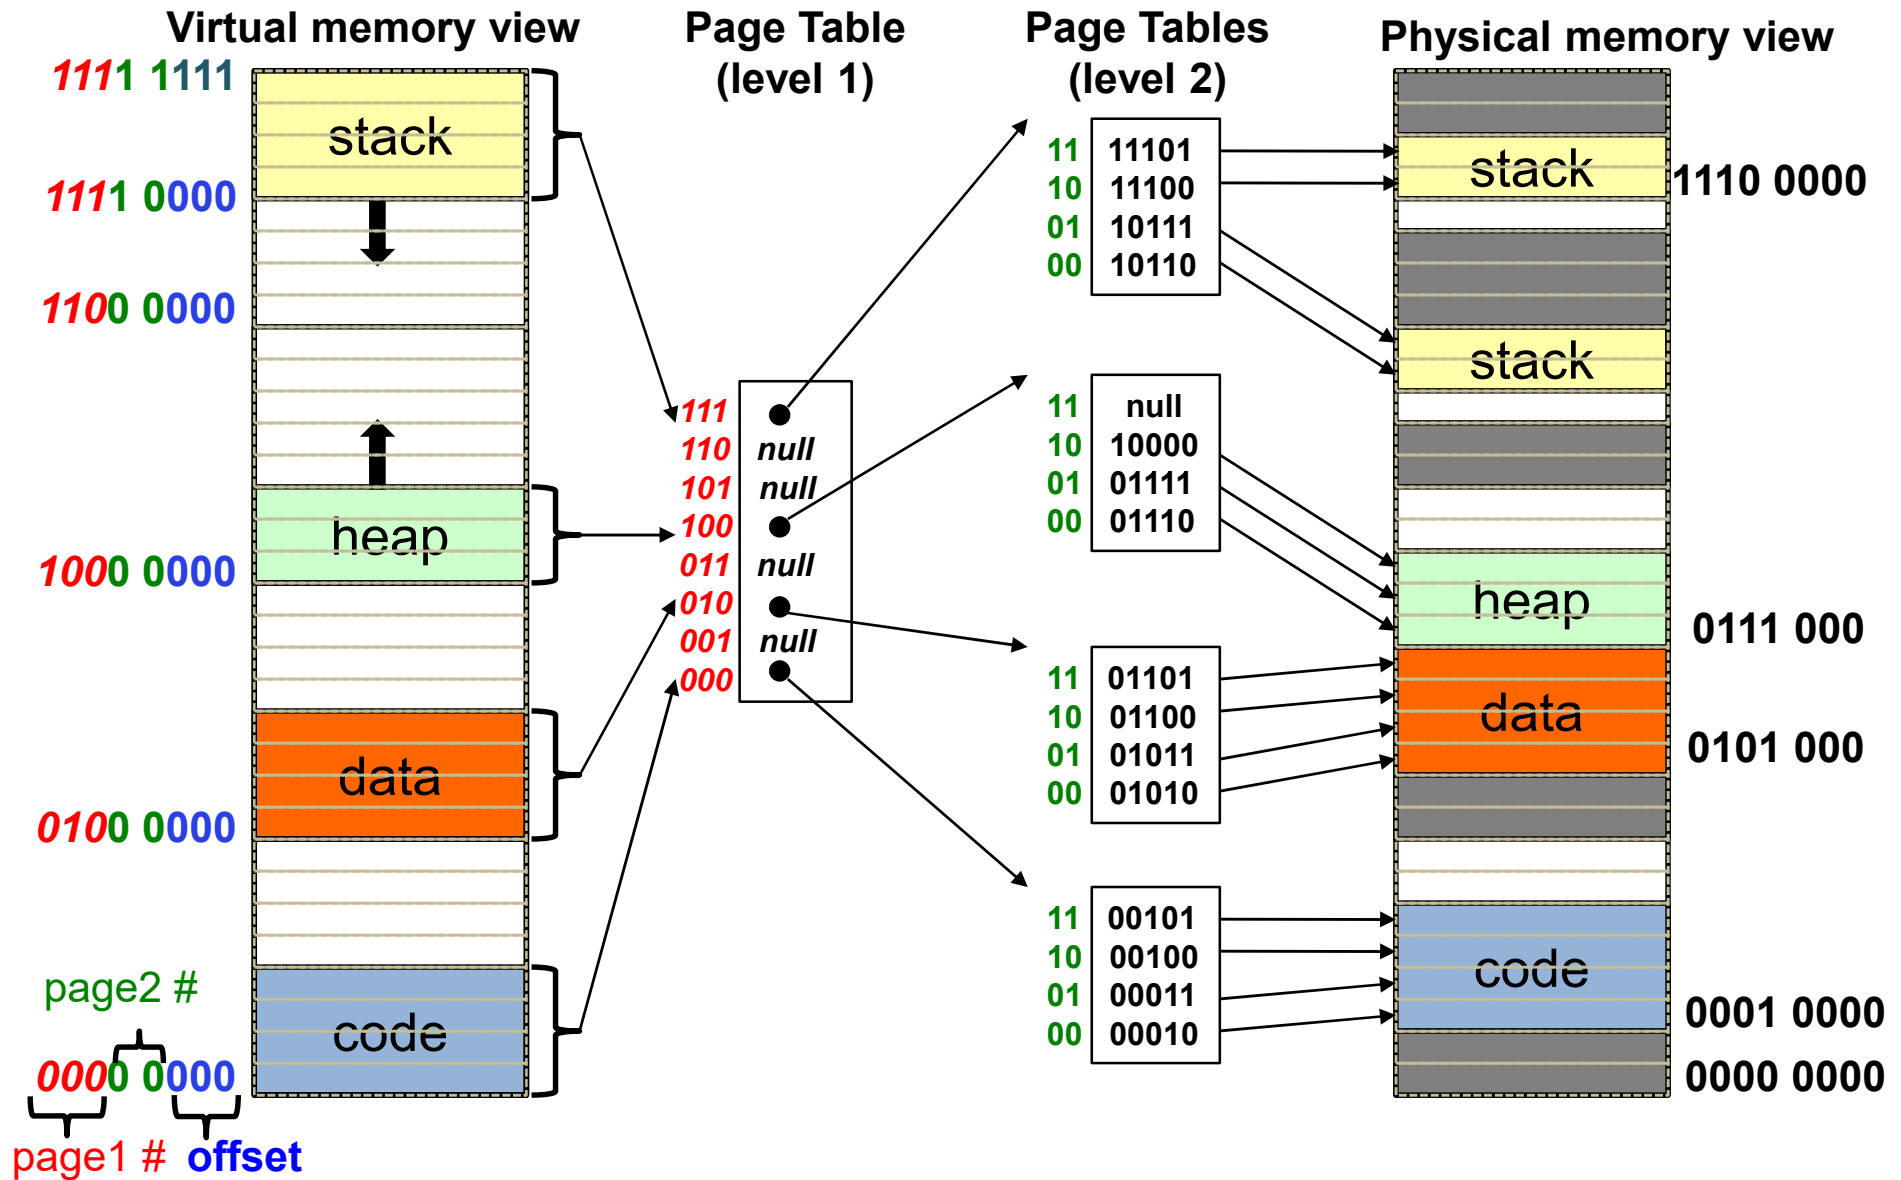 Virtual memory view
1111 1111
stack
1111 0000
1100 0000
heap
1000 0000
data
0100 0000
page2 #
code
0000 0000
page1 # offset
Page Table
(level 1)
111
110 null
101 null
100
011 null
010
001 null
000
Page Tables
(level 2)
11 11101
10 11100
01 10111
00 10110
11 null
10 10000
01 01111
00 01110
11 01101
10 01100
01 01011
00 01010
11 00101
10 00100
01 00011
00 00010
Physical memory view
stack
1110 0000
stack
heap
0111 000
data
0101 000
code
0001 0000
0000 0000